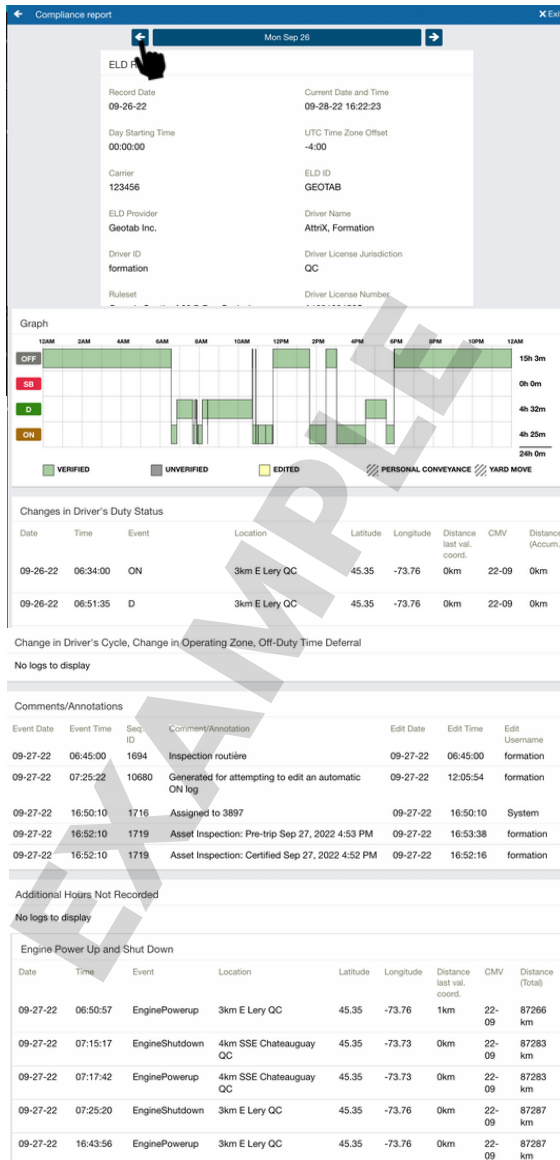 Compliance report
Exi
Mon Sep 26
ELD R
Record Date Current Date and Time
09-26-22 09-28-22 16:22:23
Day Starting Time UTC Time Zone Offset
00:00:00 -4:00
Carrier ELD ID
123456 GEOTAB
ELD Provider Driver Name
Geotab Inc. AttriX, Formation
Driver ID Driver License Jurisdiction
formation QC
Ruleset Driver License Number
Graph
12AM 2AM 4AM 6AM 8AM 10AM 12PM 2PM 4PM 6PM 8PM 10PM 12AM
OFF 15h 3m
SB 0h 0m
D 4h 32m
ON 4h 25m
24h 0m
VERIFIED UNVERIFIED EDITED PERSONAL CONVEYANCE YARD MOVE
Changes in Driver's Duty Status
Date Time Event Location Latitude Longitude Distance last val. coord. CMV Distance (Accum.
09-26-22 06:34:00 ON 3km E Lery QC 45.35 -73.76 0km 22-09 0km
09-26-22 06:51:35 D 3km E Lery QC 45.35 -73.76 0km 22-09 0km
Change in Driver's Cycle, Change in Operating Zone, Off-Duty Time Deferral
No logs to display
Comments/Annotations
Event Date Event Time Seq. ID Comment/Annotation Edit Date Edit Time Edit Username
09-27-22 06:45:00 1694 Inspection routière 09-27-22 06:45:00 formation
09-27-22 07:25:22 10680 Generated for attempting to edit an automatic ON log 09-27-22 12:05:54 formation
09-27-22 16:50:10 1716 Assigned to 3897 09-27-22 16:50:10 System
09-27-22 16:52:10 1719 Asset Inspection: Pre-trip Sep 27, 2022 4:53 PM 09-27-22 16:53:38 formation
09-27-22 16:52:10 1719 Asset Inspection: Certified Sep 27, 2022 4:52 PM 09-27-22 16:52:16 formation
Additional Hours Not Recorded
No logs to display
Engine Power Up and Shut Down
Date Time Event Location Latitude Longitude Distance last val. coord. CMV Distance (Total)
09-27-22 06:50:57 EnginePowerup 3km E Lery QC 45.35 -73.76 1km 22-09 87266 km
09-27-22 07:15:17 EngineShutdown 4km SSE Chateauguay QC 45.35 -73.73 0km 22-09 87283 km
09-27-22 07:17:42 EnginePowerup 4km SSE Chateauguay QC 45.35 -73.73 0km 22-09 87283 km
09-27-22 07:25:20 EngineShutdown 3km E Lery QC 45.35 -73.76 0km 22-09 87287 km
09-27-22 16:43:56 EnginePowerup 3km E Lery QC 45.35 -73.76 0km 22-09 87287 km
EXAMPLE